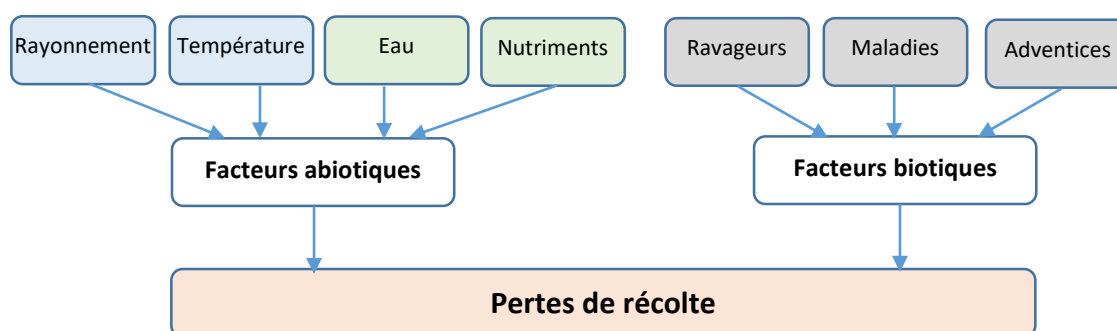 Rayonnement
Température
Eau
Nutriments
Ravageurs
Maladies
Adventices
Facteurs abiotiques
Facteurs biotiques
Pertes de récolte